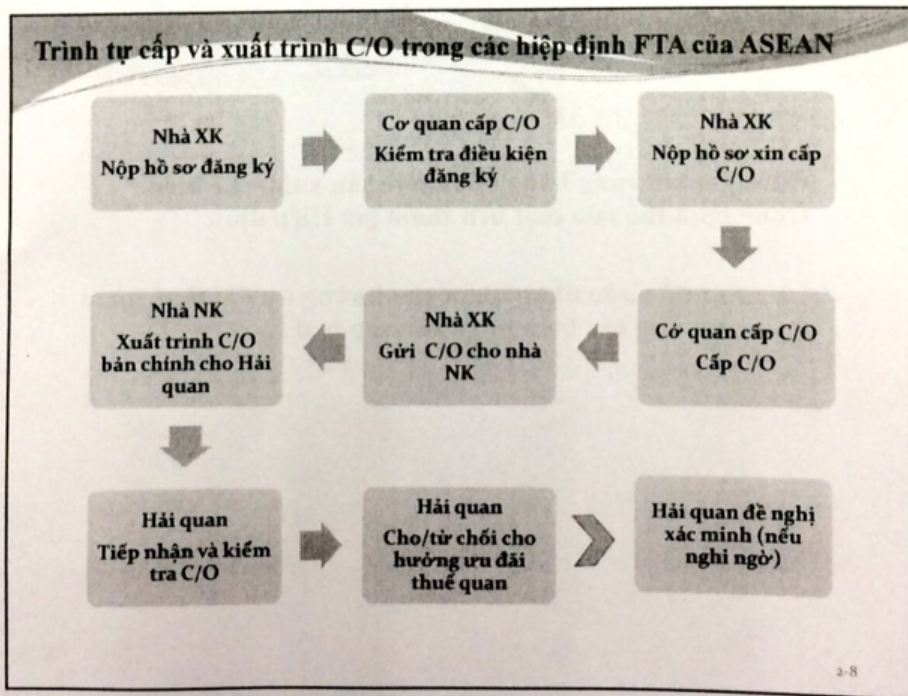 Trình tự cấp và xuất trình C/O trong các hiệp định FTA của ASEAN
Nhà XK
Nộp hồ sơ đăng ký
Cơ quan cấp C/O
Kiểm tra điều kiện
đăng ký
Nhà XK
Nộp hồ sơ xin cấp
C/O
Cớ quan cấp C/O
Cấp C/O
Nhà XK
Gửi C/O cho nhà
NK
Nhà NK
Xuất trình C/O
bản chính cho Hải
quan
Hải quan
Tiếp nhận và kiểm
tra C/O
Hải quan
Cho/từ chối cho
hưởng ưu đãi
thuế quan
Hải quan đề nghị
xác minh (nếu
nghi ngờ)
2-8